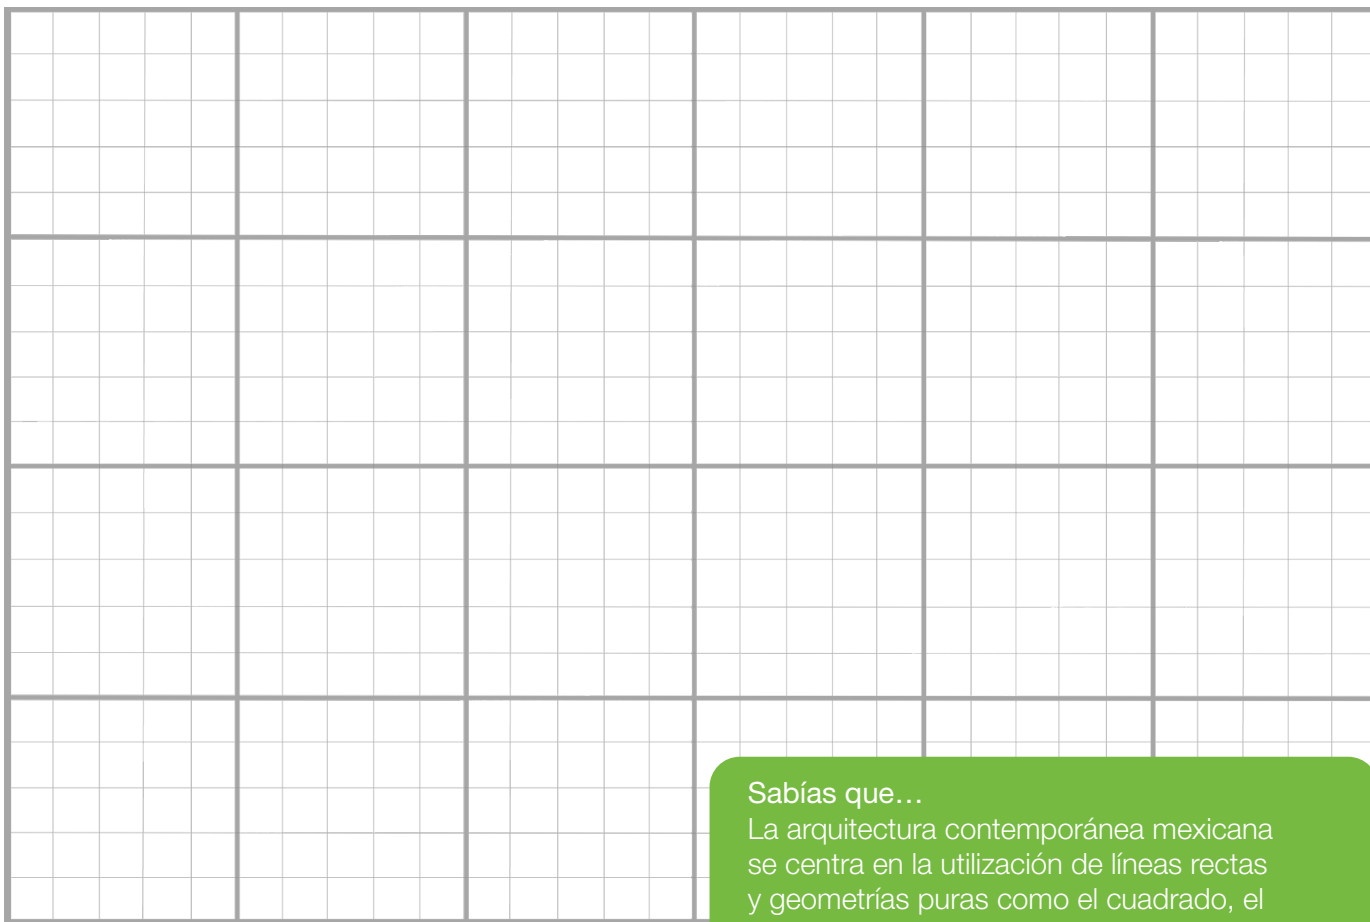 Sabías que…
La arquitectura contemporánea mexicana
se centra en la utilización de líneas rectas
y geometrías puras como el cuadrado, el